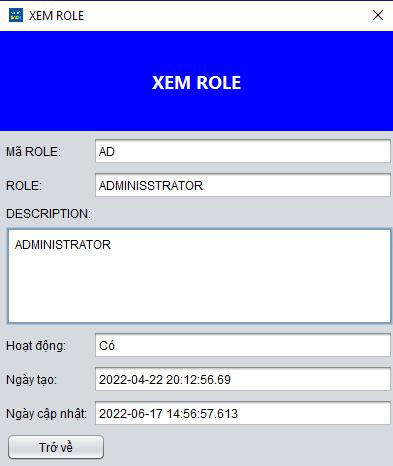 XEM ROLE
XEM ROLE
Mã ROLE: AD
ROLE: ADMINISSTRATOR
DESCRIPTION:
ADMINISTRATOR
Hoạt động: Có
Ngày tạo: 2022-04-22 20:12:56.69
Ngày cập nhật: 2022-06-17 14:56:57.613
Trở về